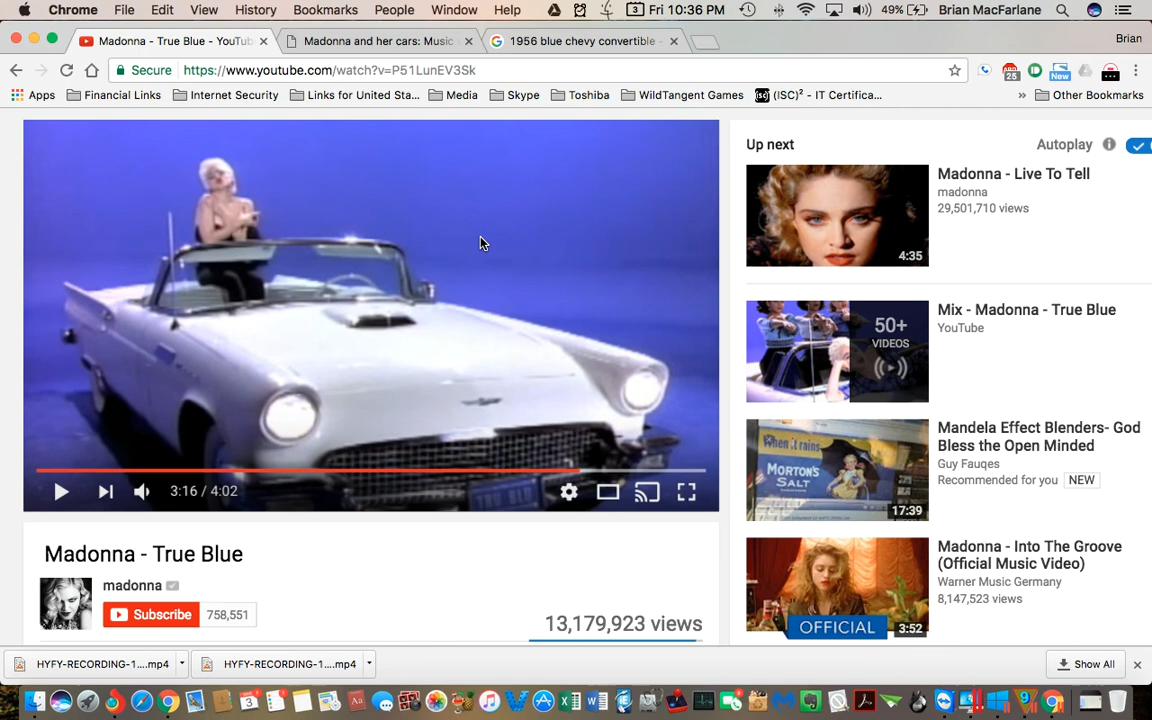 Chrome File Edit View History Bookmarks People Window Help 3 Fri 10:36 PM 49% Brian MacFarlane
Madonna - True Blue - YouTub Madonna and her cars: Music v 1956 blue chevy convertible - Brian
Secure https://www.youtube.com/watch?v=P51LunEV3Sk ABP 25 New
Apps Financial Links Internet Security Links for United Sta... Media Skype Toshiba WildTangent Games (ISC)² - IT Certifica... » Other Bookmarks
Up next Autoplay
Madonna - Live To Tell
madonna
29,501,710 views
4:35
Mix - Madonna - True Blue
YouTube
50+
VIDEOS
Mandela Effect Blenders- God
Bless the Open Minded
Guy Fauqes
Recommended for you NEW
When it rains
MORTON'S
SALT
17:39
3:16 / 4:02
Madonna - Into The Groove
(Official Music Video)
Warner Music Germany
8,147,523 views
OFFICIAL 3:52
Madonna - True Blue
madonna
Subscribe 758,551
13,179,923 views
HYFY-RECORDING-1....mp4 HYFY-RECORDING-1....mp4 Show All